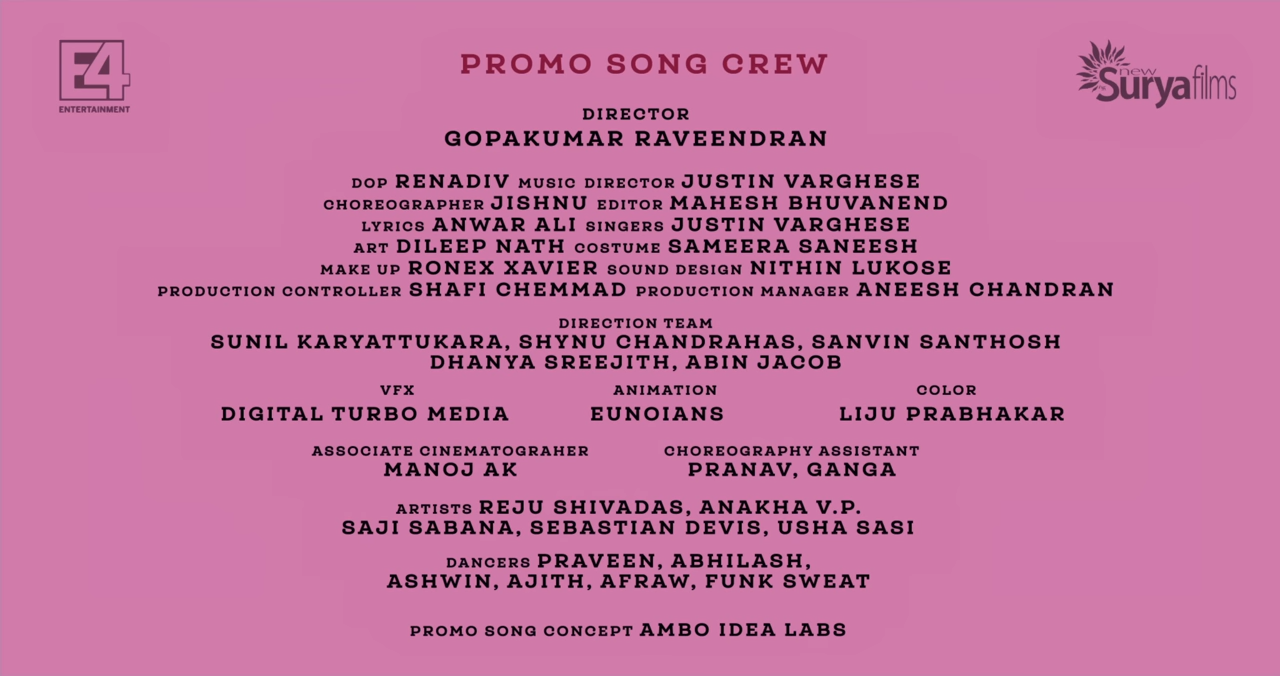 E4
ENTERTAINMENT
new
Suryafilms
PROMO SONG CREW
DIRECTOR
GOPAKUMAR RAVEENDRAN
DOP RENADIV MUSIC DIRECTOR JUSTIN VARGHESE
CHOREOGRAPHER JISHNU EDITOR MAHESH BHUVANEND
LYRICS ANWAR ALI SINGERS JUSTIN VARGHESE
ART DILEEP NATH COSTUME SAMEERA SANEESH
MAKE UP RONEX XAVIER SOUND DESIGN NITHIN LUKOSE
PRODUCTION CONTROLLER SHAFI CHEMMAD PRODUCTION MANAGER ANEESH CHANDRAN
DIRECTION TEAM
SUNIL KARYATTUKARA, SHYNU CHANDRAHAS, SANVIN SANTHOSH
DHANYA SREEJITH, ABIN JACOB
VFX ANIMATION COLOR
DIGITAL TURBO MEDIA EUNOIANS LIJU PRABHAKAR
ASSOCIATE CINEMATOGRAHER CHOREOGRAPHY ASSISTANT
MANOJ AK PRANAV, GANGA
ARTISTS REJU SHIVADAS, ANAKHA V.P.
SAJI SABANA, SEBASTIAN DEVIS, USHA SASI
DANCERS PRAVEEN, ABHILASH,
ASHWIN, AJITH, AFRAW, FUNK SWEAT
PROMO SONG CONCEPT AMBO IDEA LABS